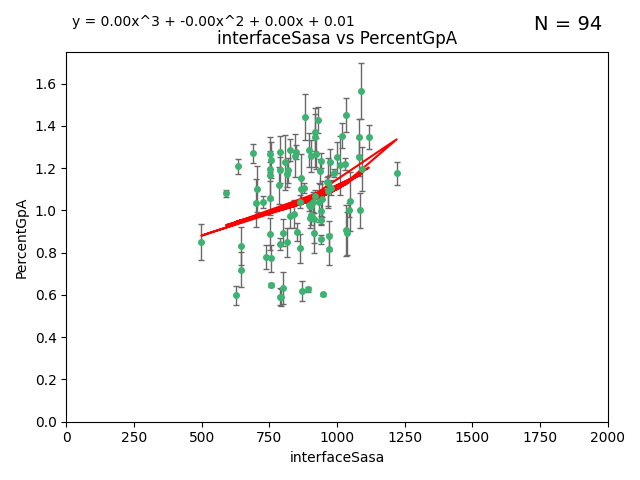 y = 0.00x^3 + -0.00x^2 + 0.00x + 0.01
N = 94
interfaceSasa vs PercentGpA
PercentGpA
1.6
1.4
1.2
1.0
0.8
0.6
0.4
0.2
0.0
0 250 500 750 1000 1250 1500 1750 2000
interfaceSasa